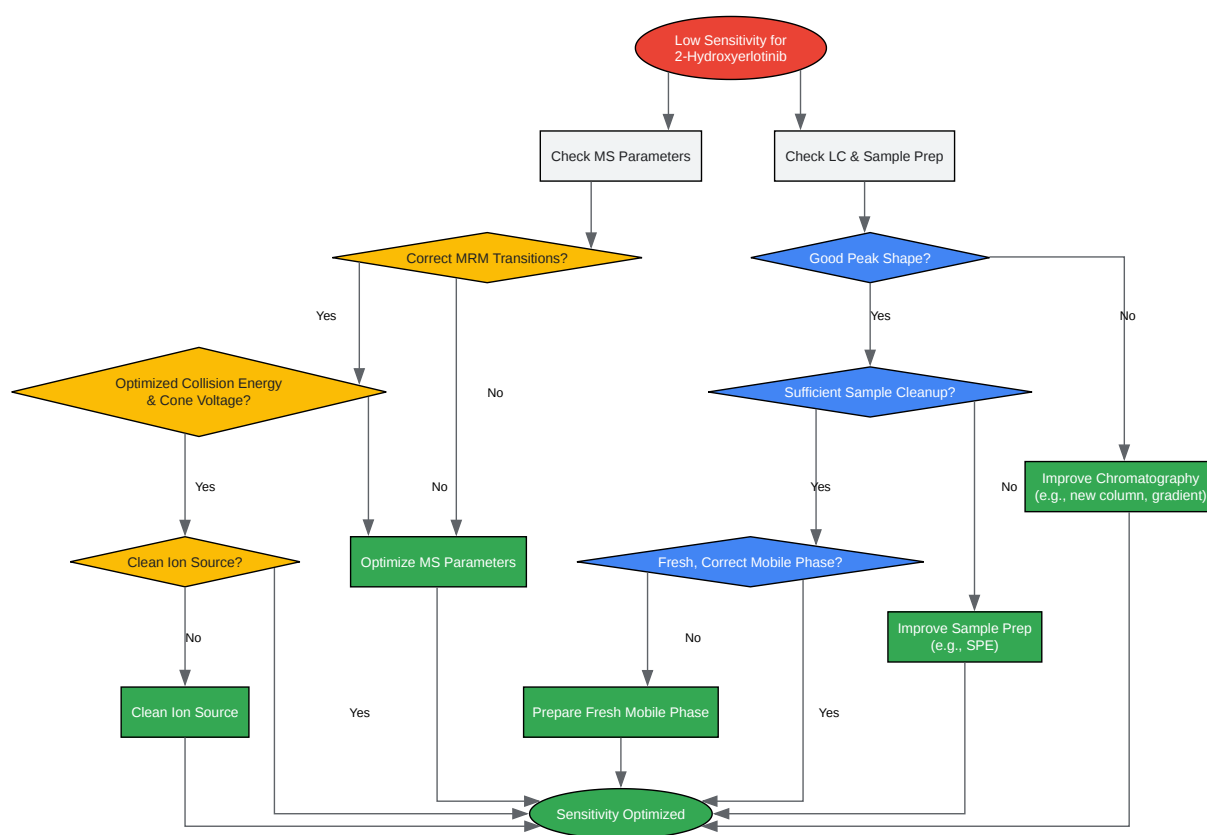 Low Sensitivity for
2-Hydroxyerlotinib
Check MS Parameters
Check LC & Sample Prep
Correct MRM Transitions?
Good Peak Shape?
Yes
Yes
No
Optimized Collision Energy
& Cone Voltage?
No
Sufficient Sample Cleanup?
Yes
No
Yes
No
Improve Chromatography
(e.g., new column, gradient)
Clean Ion Source?
Optimize MS Parameters
Fresh, Correct Mobile Phase?
No
No
Improve Sample Prep
(e.g., SPE)
Clean Ion Source
Yes
Prepare Fresh Mobile Phase
Yes
Sensitivity Optimized